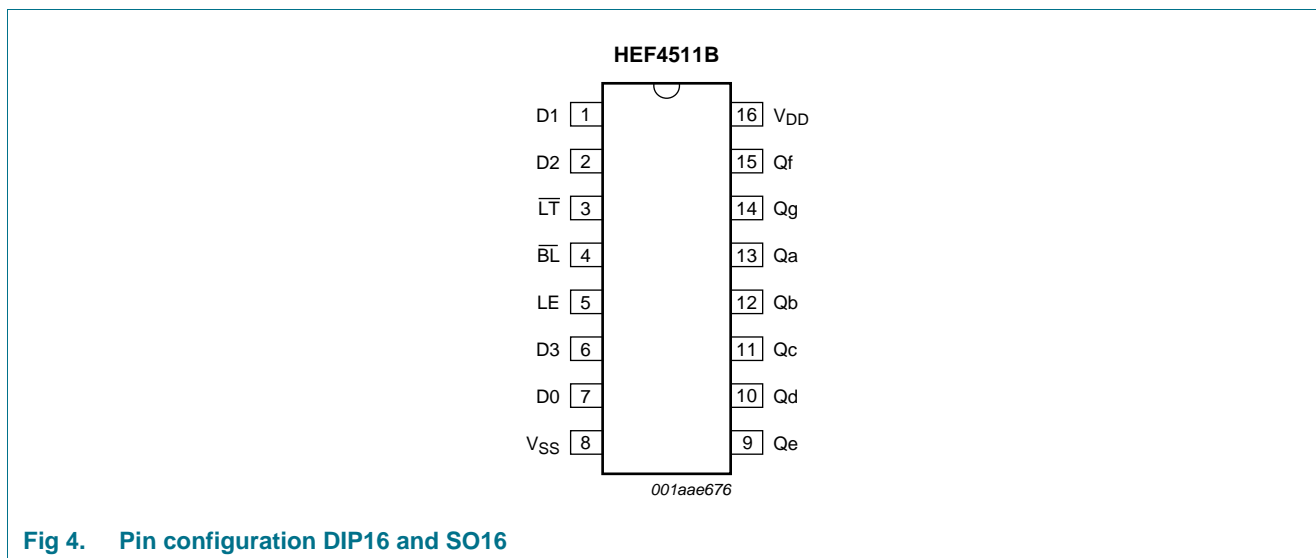 HEF4511B
D1 1 16 VDD
D2 2 15 Qf
L̅T̅ 3 14 Qg
B̅L̅ 4 13 Qa
LE 5 12 Qb
D3 6 11 Qc
D0 7 10 Qd
VSS 8 9 Qe
001aae676
Fig 4. Pin configuration DIP16 and SO16